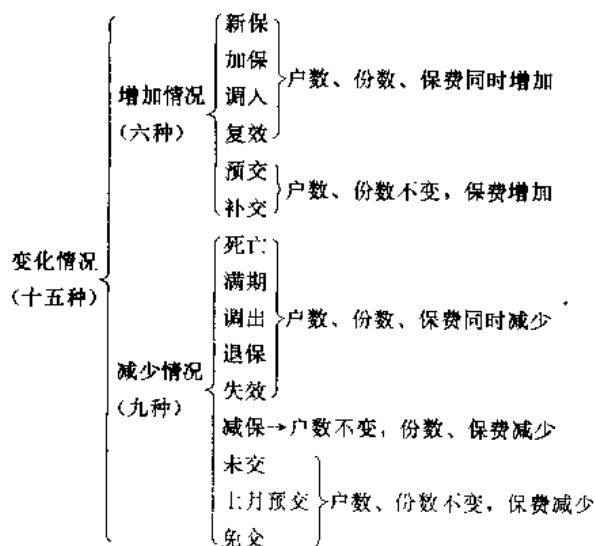 变化情况
（十五种）
增加情况
（六种）
新保
加保
调入
复效
户数、份数、保费同时增加
预交
补交
户数、份数不变，保费增加
减少情况
（九种）
死亡
满期
调出
退保
失效
户数、份数、保费同时减少
减保→户数不变，份数、保费减少
未交
上月预交
免交
户数、份数不变，保费减少